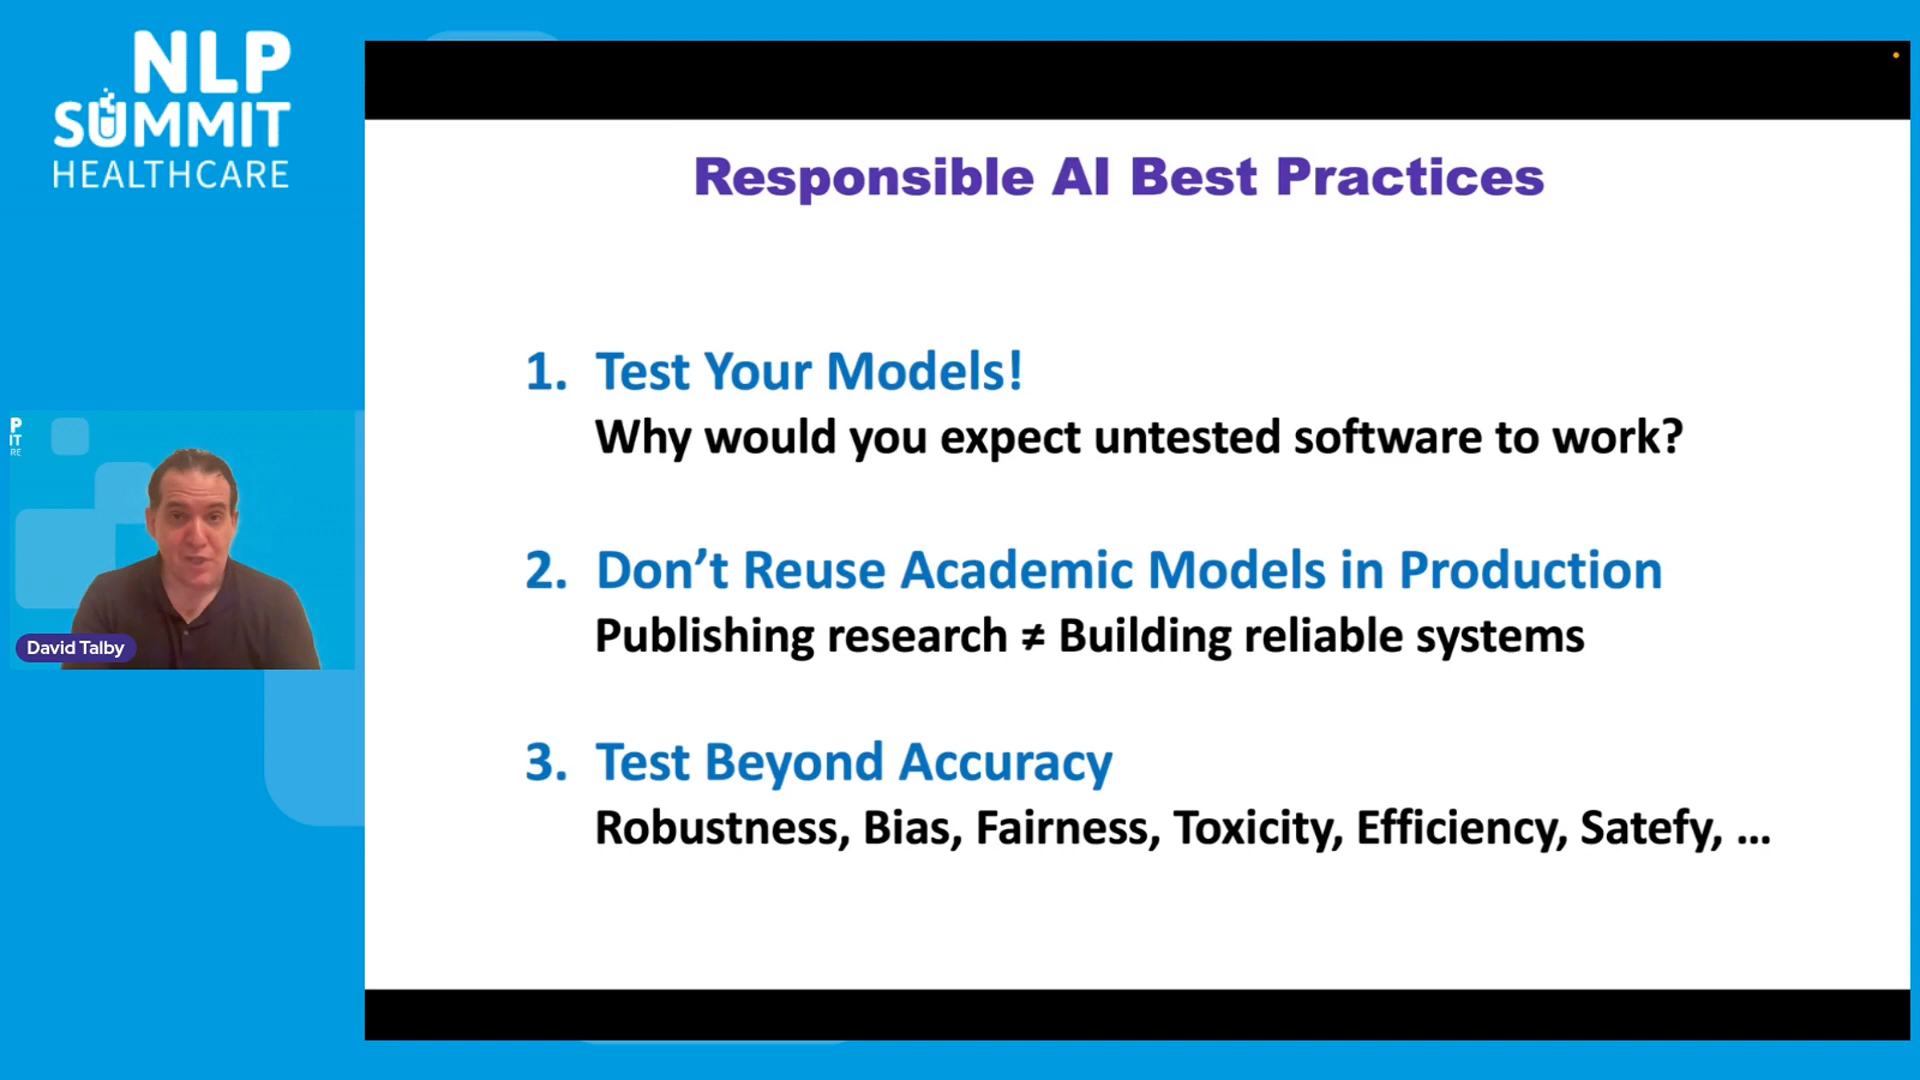 NLP
SUMMIT
HEALTHCARE
Responsible AI Best Practices
1. Test Your Models!
Why would you expect untested software to work?
2. Don’t Reuse Academic Models in Production
Publishing research ≠ Building reliable systems
3. Test Beyond Accuracy
Robustness, Bias, Fairness, Toxicity, Efficiency, Satefy, ...
P
IT
RE
David Talby